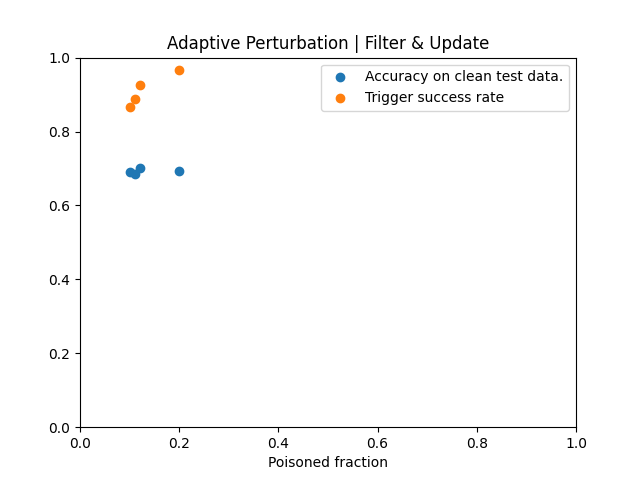 Adaptive Perturbation | Filter & Update
1.0
0.8
0.6
0.4
0.2
0.0
Accuracy on clean test data.
Trigger success rate
0.0 0.2 0.4 0.6 0.8 1.0
Poisoned fraction